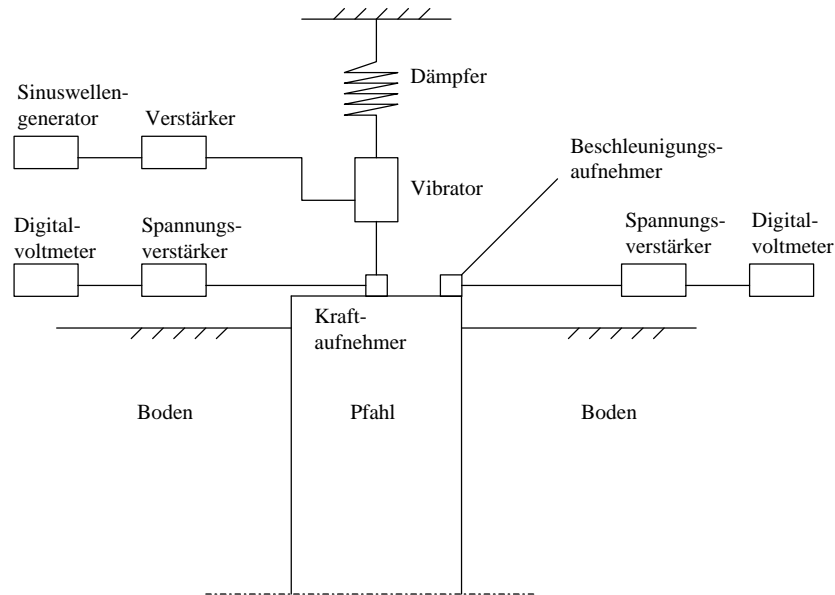 Dämpfer
Sinuswellen-
generator
Verstärker
Beschleunigungs-
aufnehmer
Vibrator
Digital-
voltmeter
Spannungs-
verstärker
Spannungs-
verstärker
Digital-
voltmeter
Kraft-
aufnehmer
Boden
Pfahl
Boden